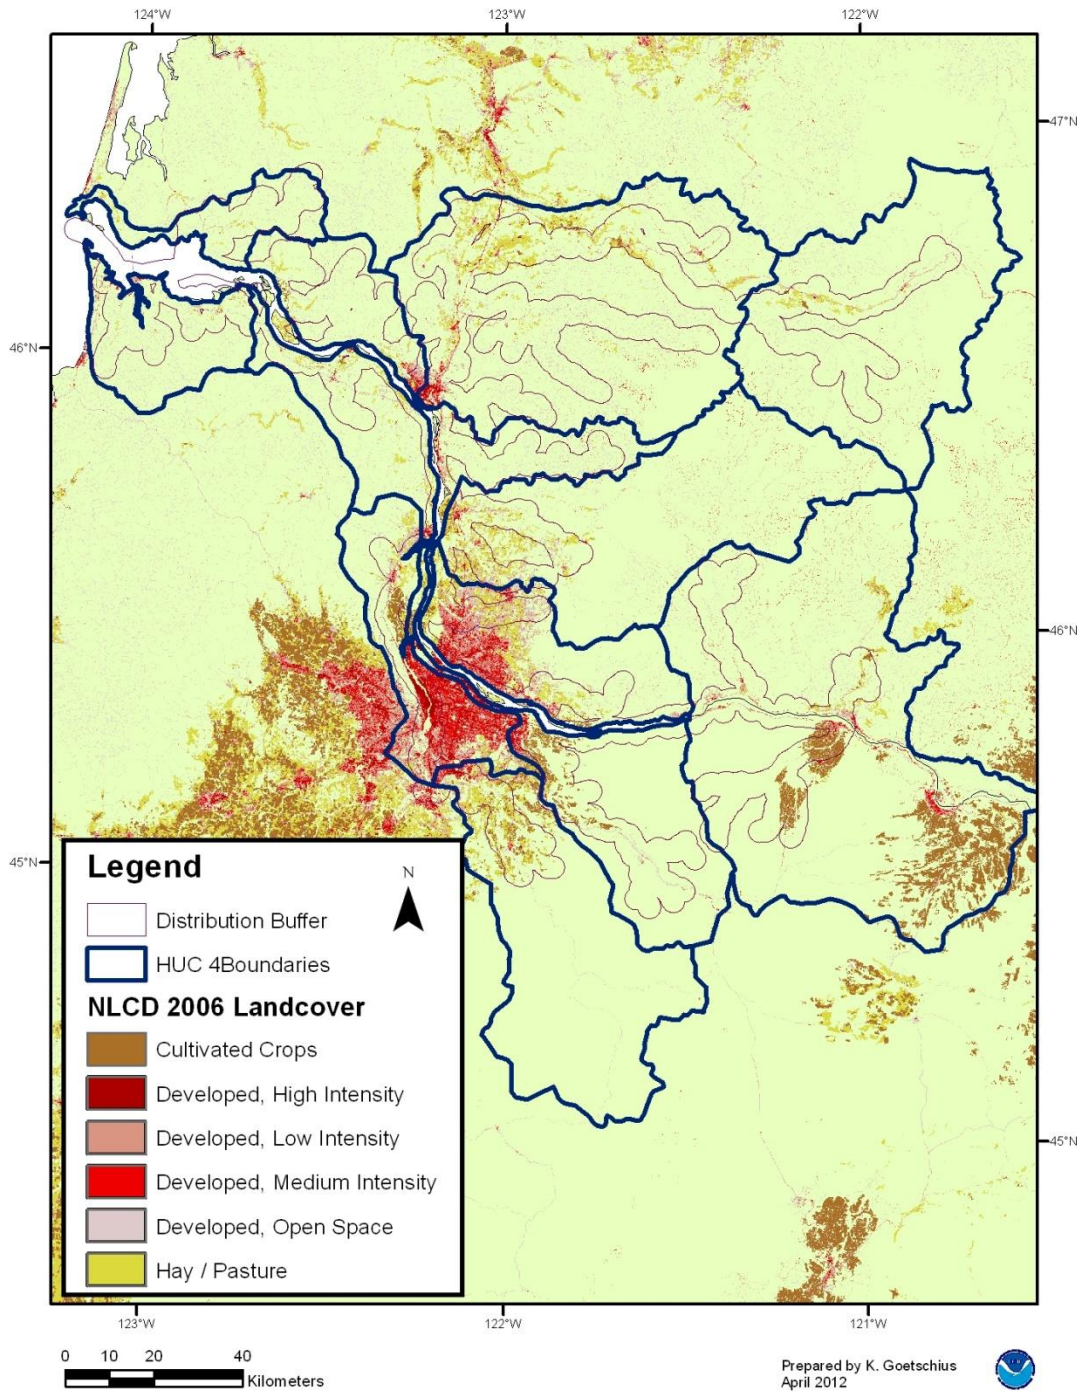 124°W
123°W
122°W
47°N
46°N
46°N
45°N
45°N
Legend
N
Distribution Buffer
HUC 4Boundaries
NLCD 2006 Landcover
Cultivated Crops
Developed, High Intensity
Developed, Low Intensity
Developed, Medium Intensity
Developed, Open Space
Hay / Pasture
123°W
122°W
121°W
0 10 20 40
Kilometers
Prepared by K. Goetschius
April 2012